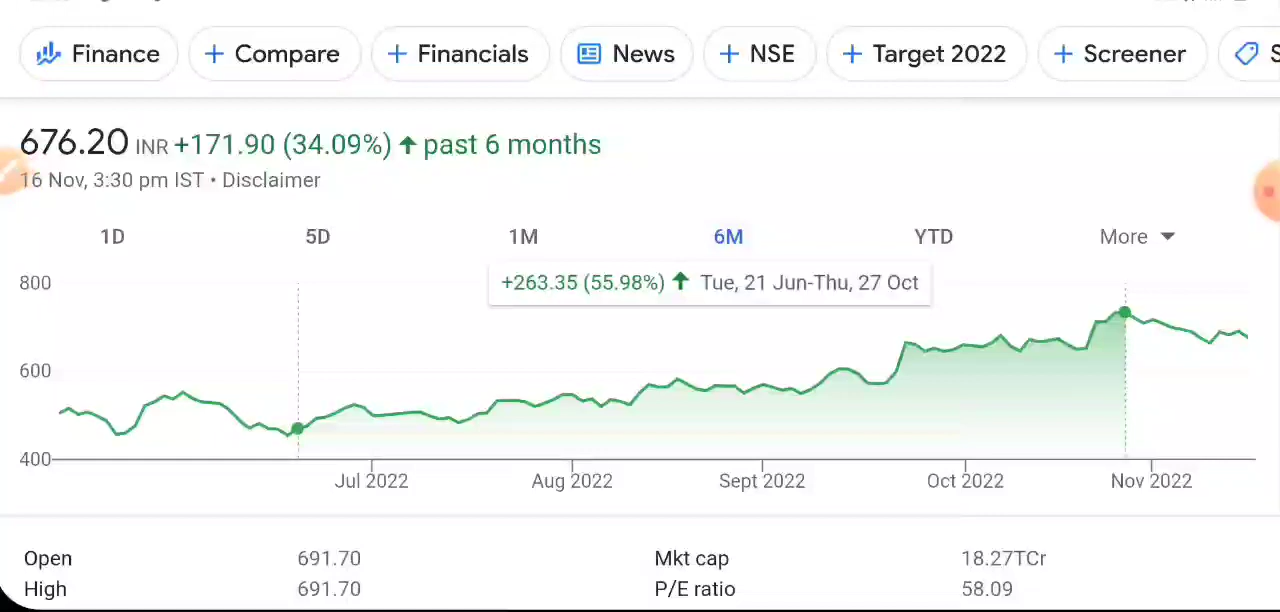 Finance Compare Financials News NSE Target 2022 Screener S
676.20 INR +171.90 (34.09%) past 6 months
16 Nov, 3:30 pm IST • Disclaimer
1D 5D 1M 6M YTD More
+263.35 (55.98%) Tue, 21 Jun-Thu, 27 Oct
800
600
400
Jul 2022 Aug 2022 Sept 2022 Oct 2022 Nov 2022
Open 691.70 Mkt cap 18.27TCr
High 691.70 P/E ratio 58.09